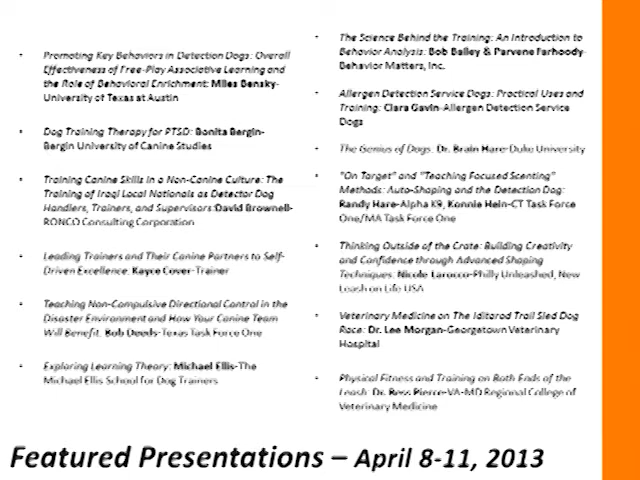 Promoting Key Behaviors in Detection Dogs: Overall
Effectiveness of Free-Play Associative Learning and
the Role of Behavioral Enrichment: Miles Bensky-
University of Texas at Austin
Dog Training Therapy for PTSD: Bonita Bergin-
Bergin University of Canine Studies
Training Canine Skills in a Non-Canine Culture: The
Training of Iraqi Local Nationals as Detector Dog
Handlers, Trainers, and Supervisors: David Brownell-
RONCO Consulting Corporation
Leading Trainers and Their Canine Partners to Self-
Driven Excellence: Kayce Cover-Trainer
Teaching Non-Compulsive Directional Control in the
Disaster Environment and How Your Canine Team
Will Benefit: Bob Deeds-Texas Task Force One
Exploring Learning Theory: Michael Ellis-The
Michael Ellis School for Dog Trainers
The Science Behind the Training: An Introduction to
Behavior Analysis: Bob Bailey & Parvene Farhoody-
Behavior Matters, Inc.
Allergen Detection Service Dogs: Practical Uses and
Training: Ciara Gavin-Allergen Detection Service
Dogs
The Genius of Dogs: Dr. Brain Hare-Duke University
"On Target" and "Teaching Focused Scenting"
Methods: Auto-Shaping and the Detection Dog:
Randy Hare-Alpha K9, Konnie Hein-CT Task Force
One/MA Task Force One
Thinking Outside of the Crate: Building Creativity
and Confidence through Advanced Shaping
Techniques: Nicole Larocco-Philly Unleashed, New
Leash on Life USA
Veterinary Medicine on The Iditarod Trail Sled Dog
Race: Dr. Lee Morgan-Georgetown Veterinary
Hospital
Physical Fitness and Training on Both Ends of the
Leash: Dr. Ross Pierce-VA-MD Regional College of
Veterinary Medicine
Featured Presentations – April 8-11, 2013